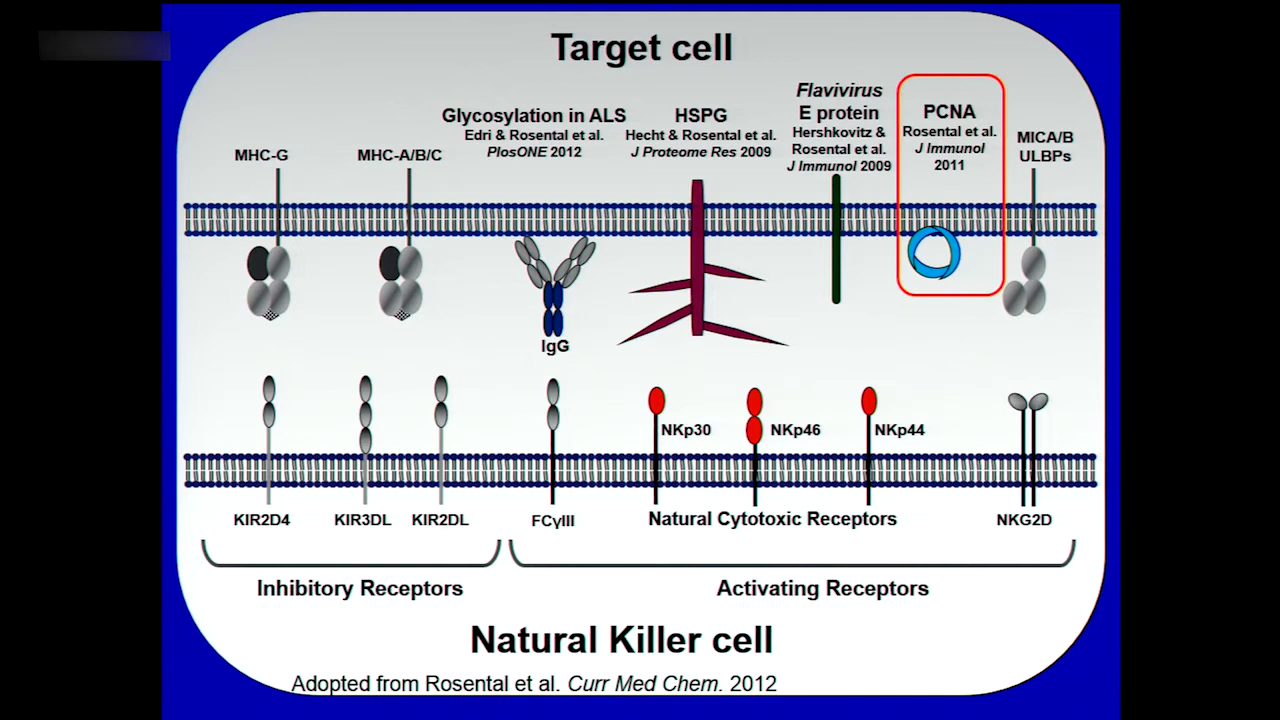 Target cell
MHC-G
MHC-A/B/C
Glycosylation in ALS
Edri & Rosental et al.
PlosONE 2012
HSPG
Hecht & Rosental et al.
J Proteome Res 2009
Flavivirus
E protein
Hershkovitz &
Rosental et al.
J Immunol 2009
PCNA
Rosental et al.
J Immunol
2011
MICA/B
ULBPs
IgG
NKp30
NKp46
NKp44
KIR2D4
KIR3DL
KIR2DL
FCγIII
Natural Cytotoxic Receptors
NKG2D
Inhibitory Receptors
Activating Receptors
Natural Killer cell
Adopted from Rosental et al. Curr Med Chem. 2012